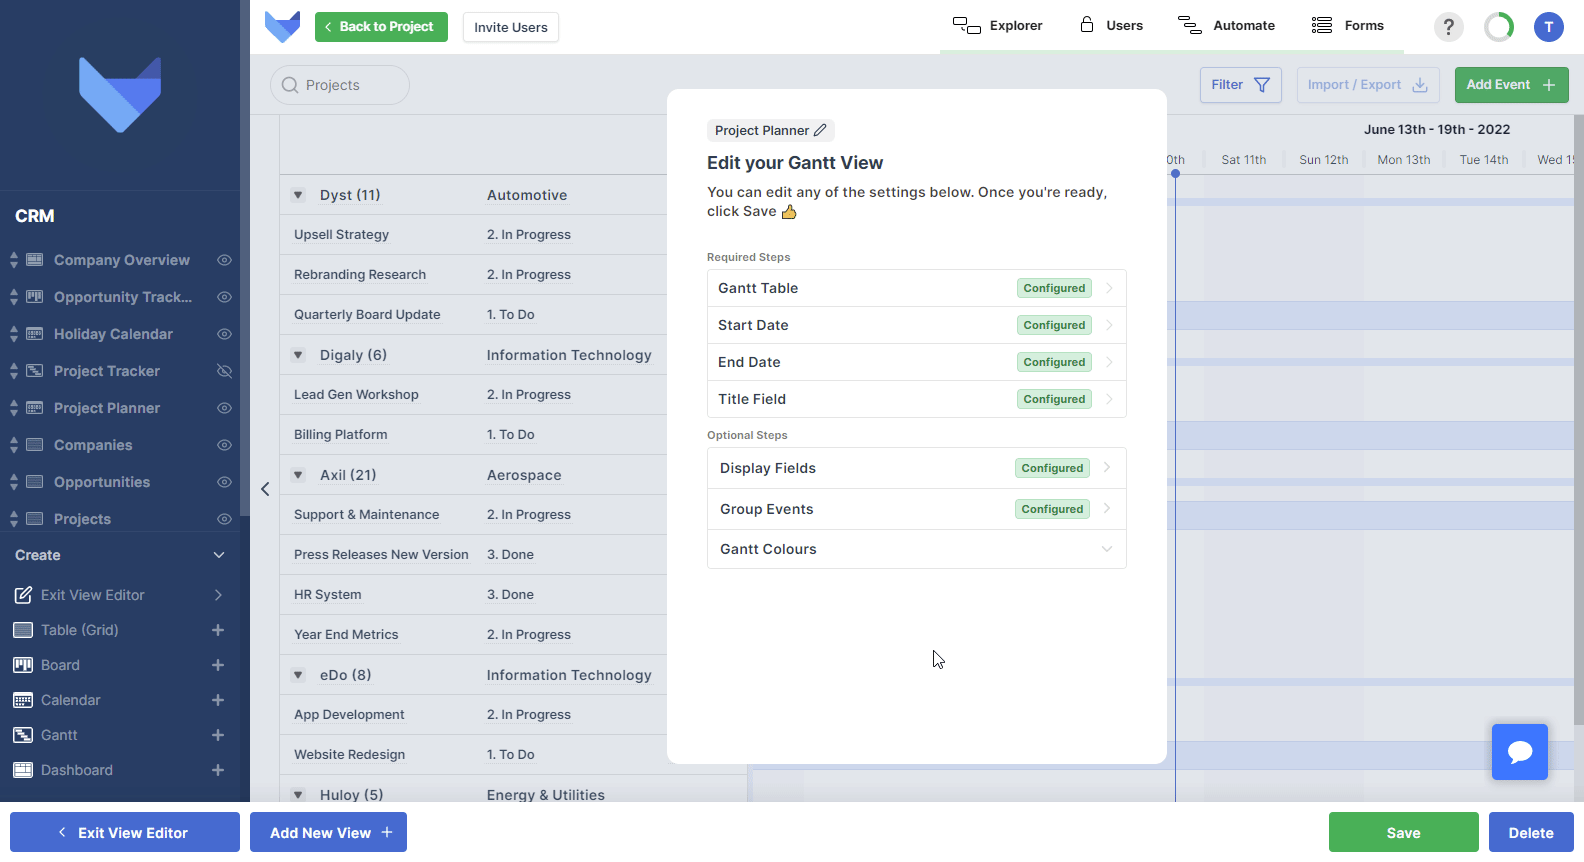 Back to Project
Invite Users
Explorer
Users
Automate
Forms
?
T
Projects
Filter
Import / Export
Add Event
CRM
Company Overview
Opportunity Track...
Holiday Calendar
Project Tracker
Project Planner
Companies
Opportunities
Projects
Create
Exit View Editor
Table (Grid)
Board
Calendar
Gantt
Dashboard
Dyst (11) Automotive
Upsell Strategy 2. In Progress
Rebranding Research 2. In Progress
Quarterly Board Update 1. To Do
Digaly (6) Information Technology
Lead Gen Workshop 2. In Progress
Billing Platform 1. To Do
Axil (21) Aerospace
Support & Maintenance 2. In Progress
Press Releases New Version 3. Done
HR System 3. Done
Year End Metrics 2. In Progress
eDo (8) Information Technology
App Development 2. In Progress
Website Redesign 1. To Do
Huloy (5) Energy & Utilities
Project Planner
Edit your Gantt View
You can edit any of the settings below. Once you're ready,
click Save 👍
Required Steps
Gantt Table Configured
Start Date Configured
End Date Configured
Title Field Configured
Optional Steps
Display Fields Configured
Group Events Configured
Gantt Colours
June 13th - 19th - 2022
0th Sat 11th Sun 12th Mon 13th Tue 14th Wed 15
Exit View Editor
Add New View
Save
Delete